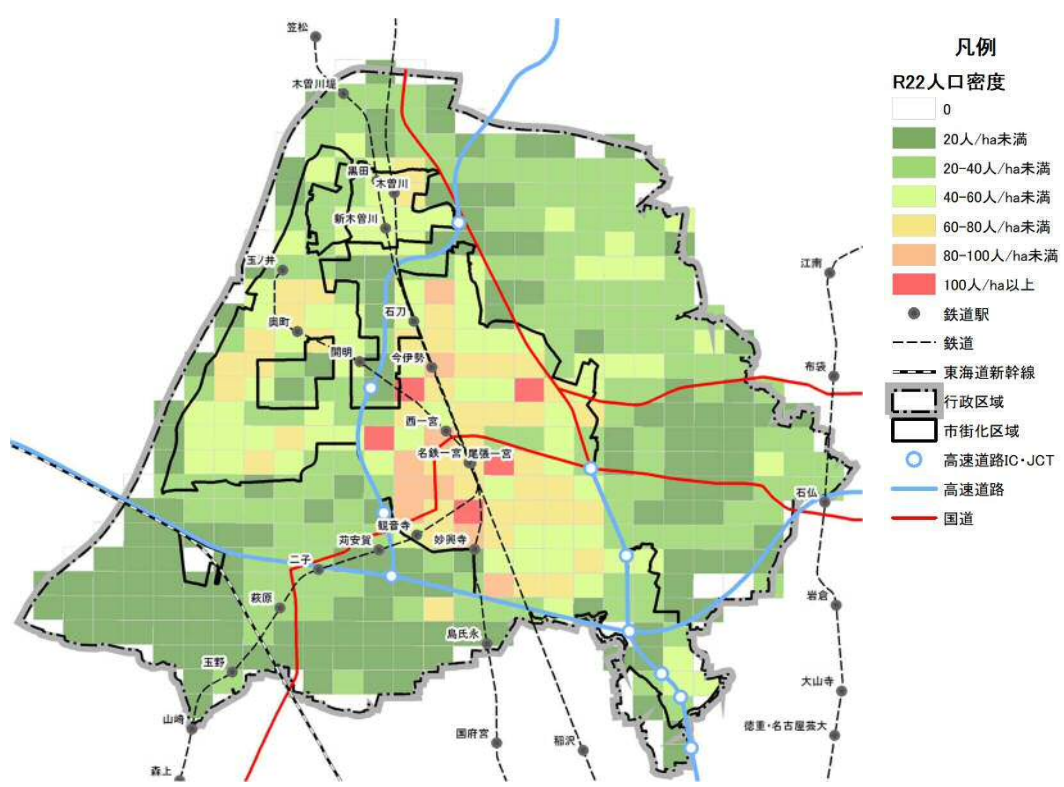 笠松
木曽川堤
黒田
木曽川
新木曽川
玉ノ井
江南
石刀
奥町
開明
今伊勢
布袋
西一宮
名鉄一宮
尾張一宮
石仏
観音寺
苅安賀
妙興寺
二子
萩原
岩倉
島氏永
玉野
大山寺
山崎
国府宮
稲沢
徳重・名古屋芸大
森上
凡例
R22人口密度
0
20人/ha未満
20-40人/ha未満
40-60人/ha未満
60-80人/ha未満
80-100人/ha未満
100人/ha以上
鉄道駅
鉄道
東海道新幹線
行政区域
市街化区域
高速道路IC・JCT
高速道路
国道